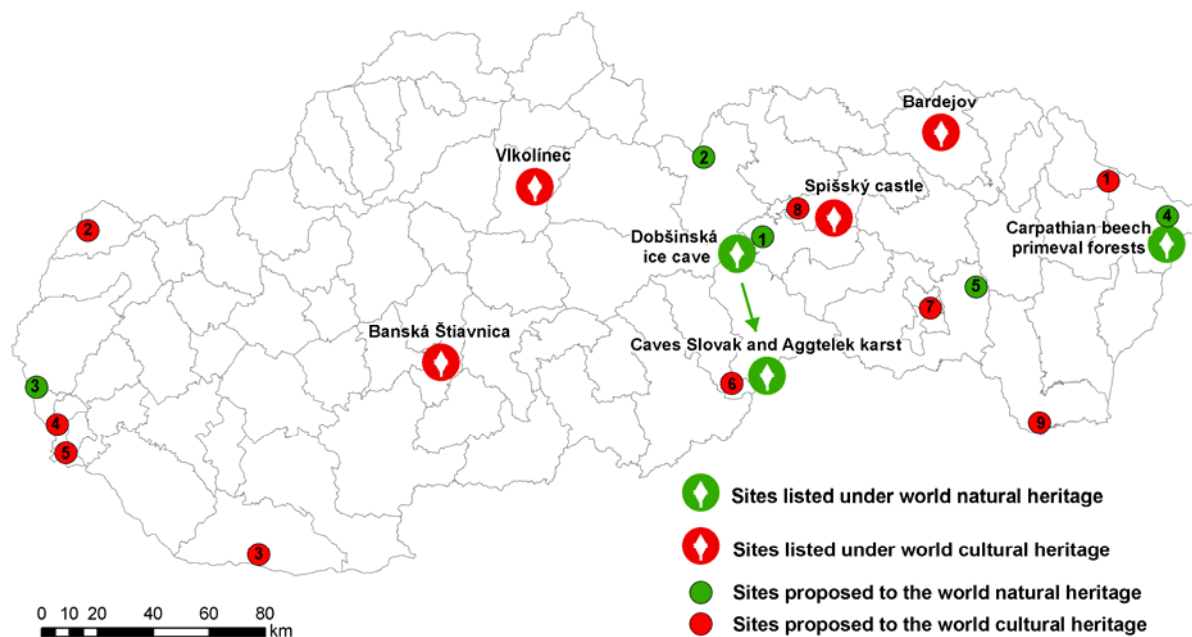 Bardejov
Vlkolínec
2
1
Spišský castle
8
4
2
Carpathian beech
primeval forests
Dobšinská
ice cave
1
5
7
Banská Štiavnica
Caves Slovak and Aggtelek karst
6
3
4
9
5
3
Sites listed under world natural heritage
Sites listed under world cultural heritage
Sites proposed to the world natural heritage
Sites proposed to the world cultural heritage
0 10 20 40 60 80
km